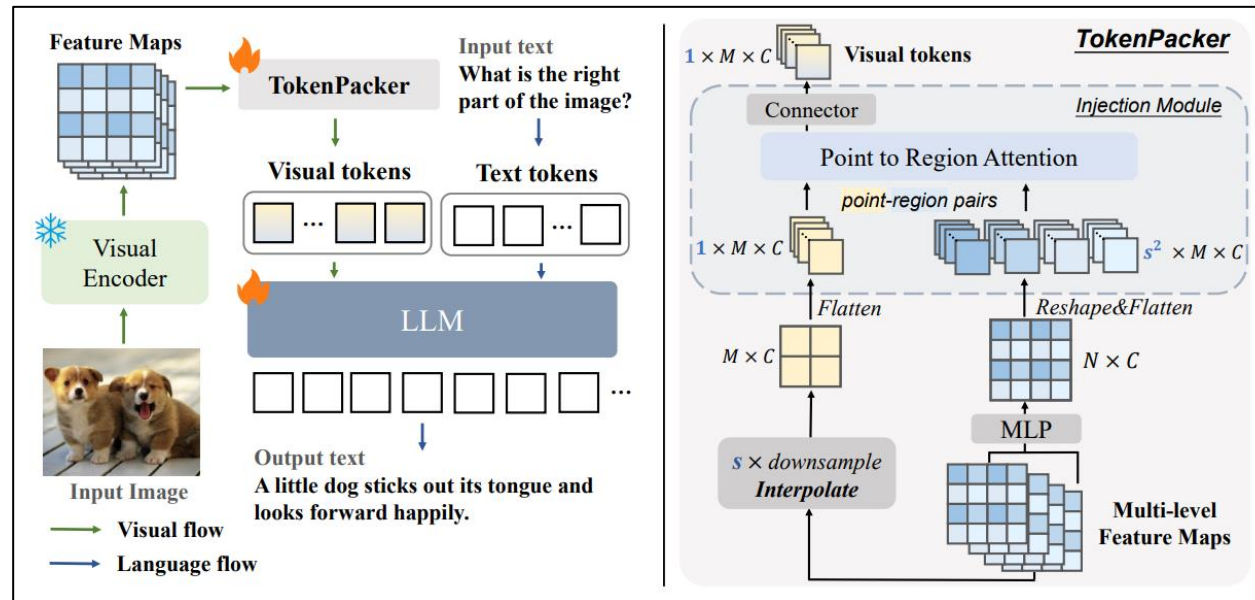 Feature Maps
TokenPacker
Input text
What is the right
part of the image?
Visual tokens
Text tokens
...
...
Visual
Encoder
LLM
...
Input Image
Output text
A little dog sticks out its tongue and
looks forward happily.
Visual flow
Language flow
TokenPacker
1 × M × C
Visual tokens
Injection Module
Connector
Point to Region Attention
point-region pairs
1 × M × C
s² × M × C
Flatten
Reshape&Flatten
M × C
N × C
MLP
s × downsample
Interpolate
Multi-level
Feature Maps